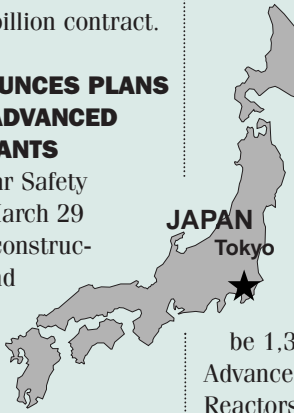 billion contract.
UNCES PLANS
ADVANCED
ANTS
ar Safety
March 29
construc-
nd
JAPAN
Tokyo
be 1,3
Advance
Reactors